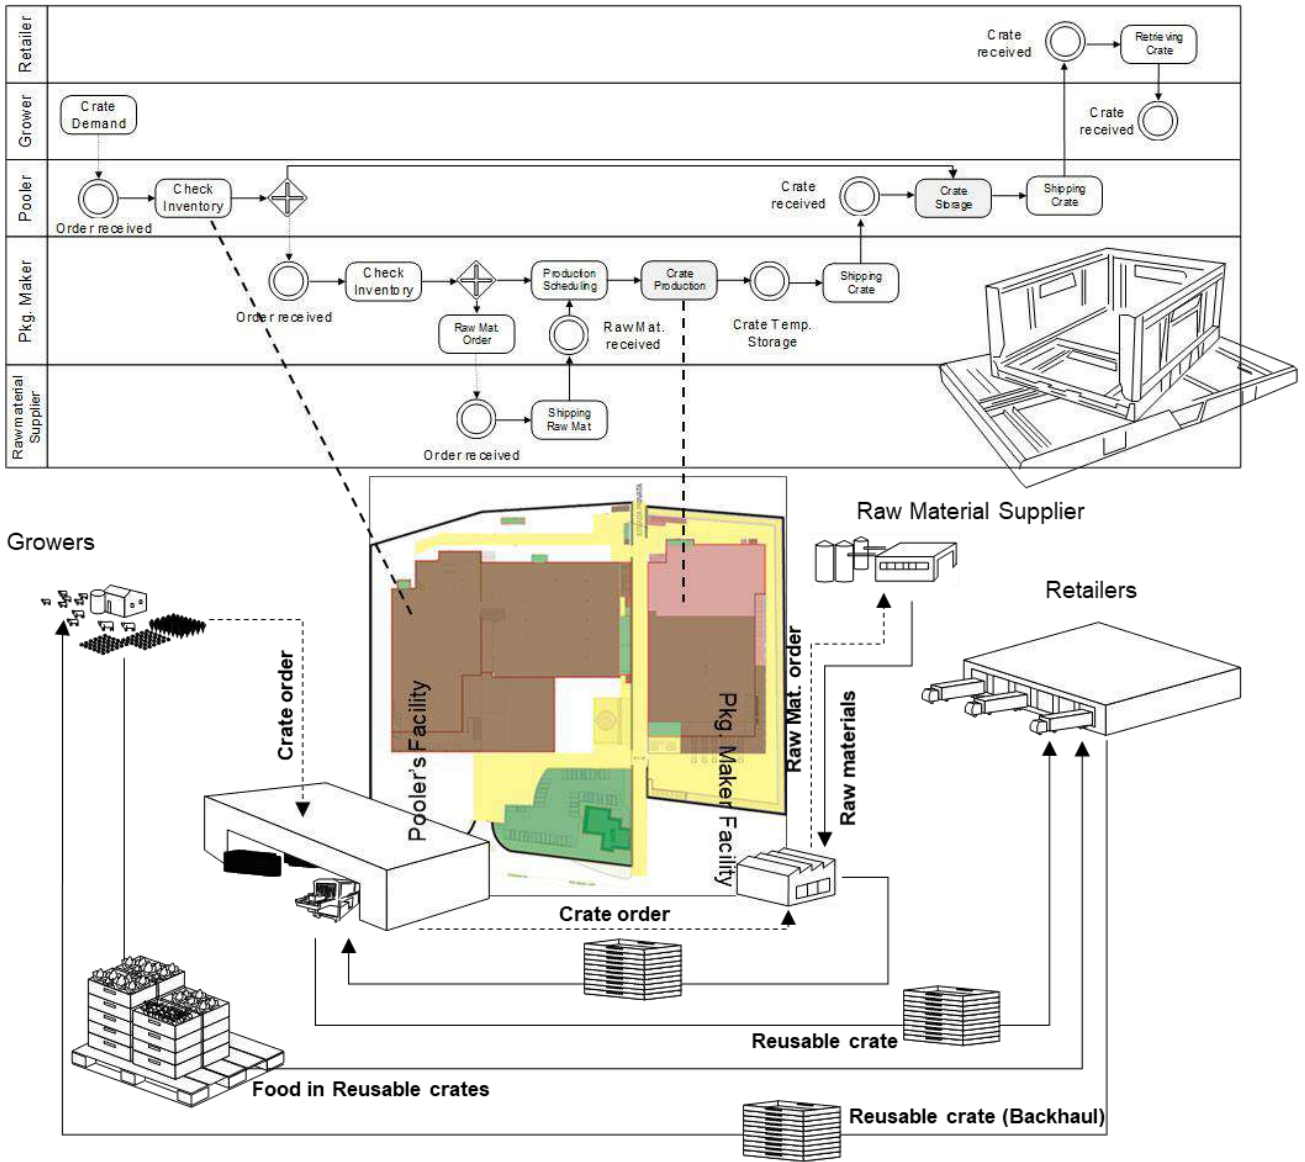 Retailer
Crate
received
Retrieving
Crate
Grower
Crate
Demand
Crate
received
Pooler
Order received
Check
Inventory
Crate
received
Crate
Storage
Shipping
Crate
Pkg. Maker
Order received
Check
Inventory
Production
Scheduling
Crate
Production
Crate Temp.
Storage
Shipping
Crate
Raw Mat.
Order
Raw Mat.
received
Rawmaterial
Supplier
Order received
Shipping
Raw Mat
Growers
Raw Material Supplier
Retailers
STRADA PRIVATA
Crate order
Pooler's Facility
Pkg. Maker Facility
Raw Mat. order
Raw materials
Crate order
Reusable crate
Food in Reusable crates
Reusable crate (Backhaul)